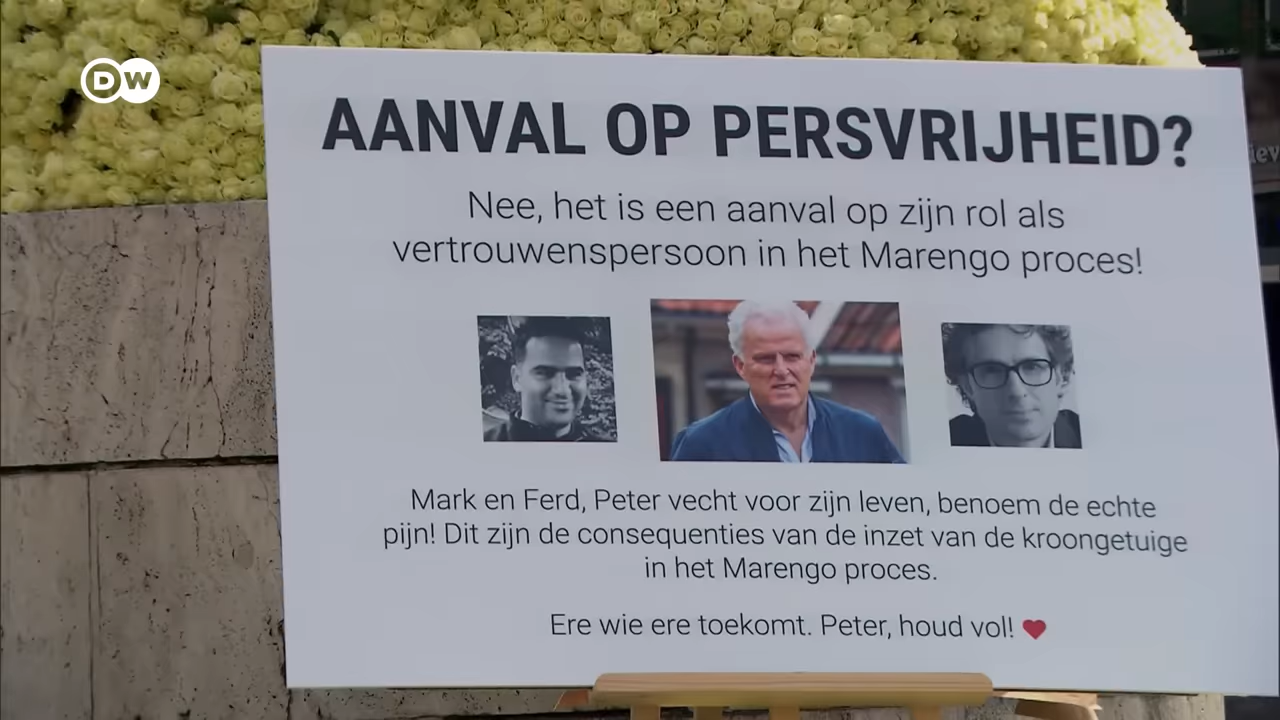 DW
AANVAL OP PERSVRIJHEID?
Nee, het is een aanval op zijn rol als
vertrouwenspersoon in het Marengo proces!
Mark en Ferd, Peter vecht voor zijn leven, benoem de echte
pijn! Dit zijn de consequenties van de inzet van de kroongetuige
in het Marengo proces.
Ere wie ere toekomt. Peter, houd vol!